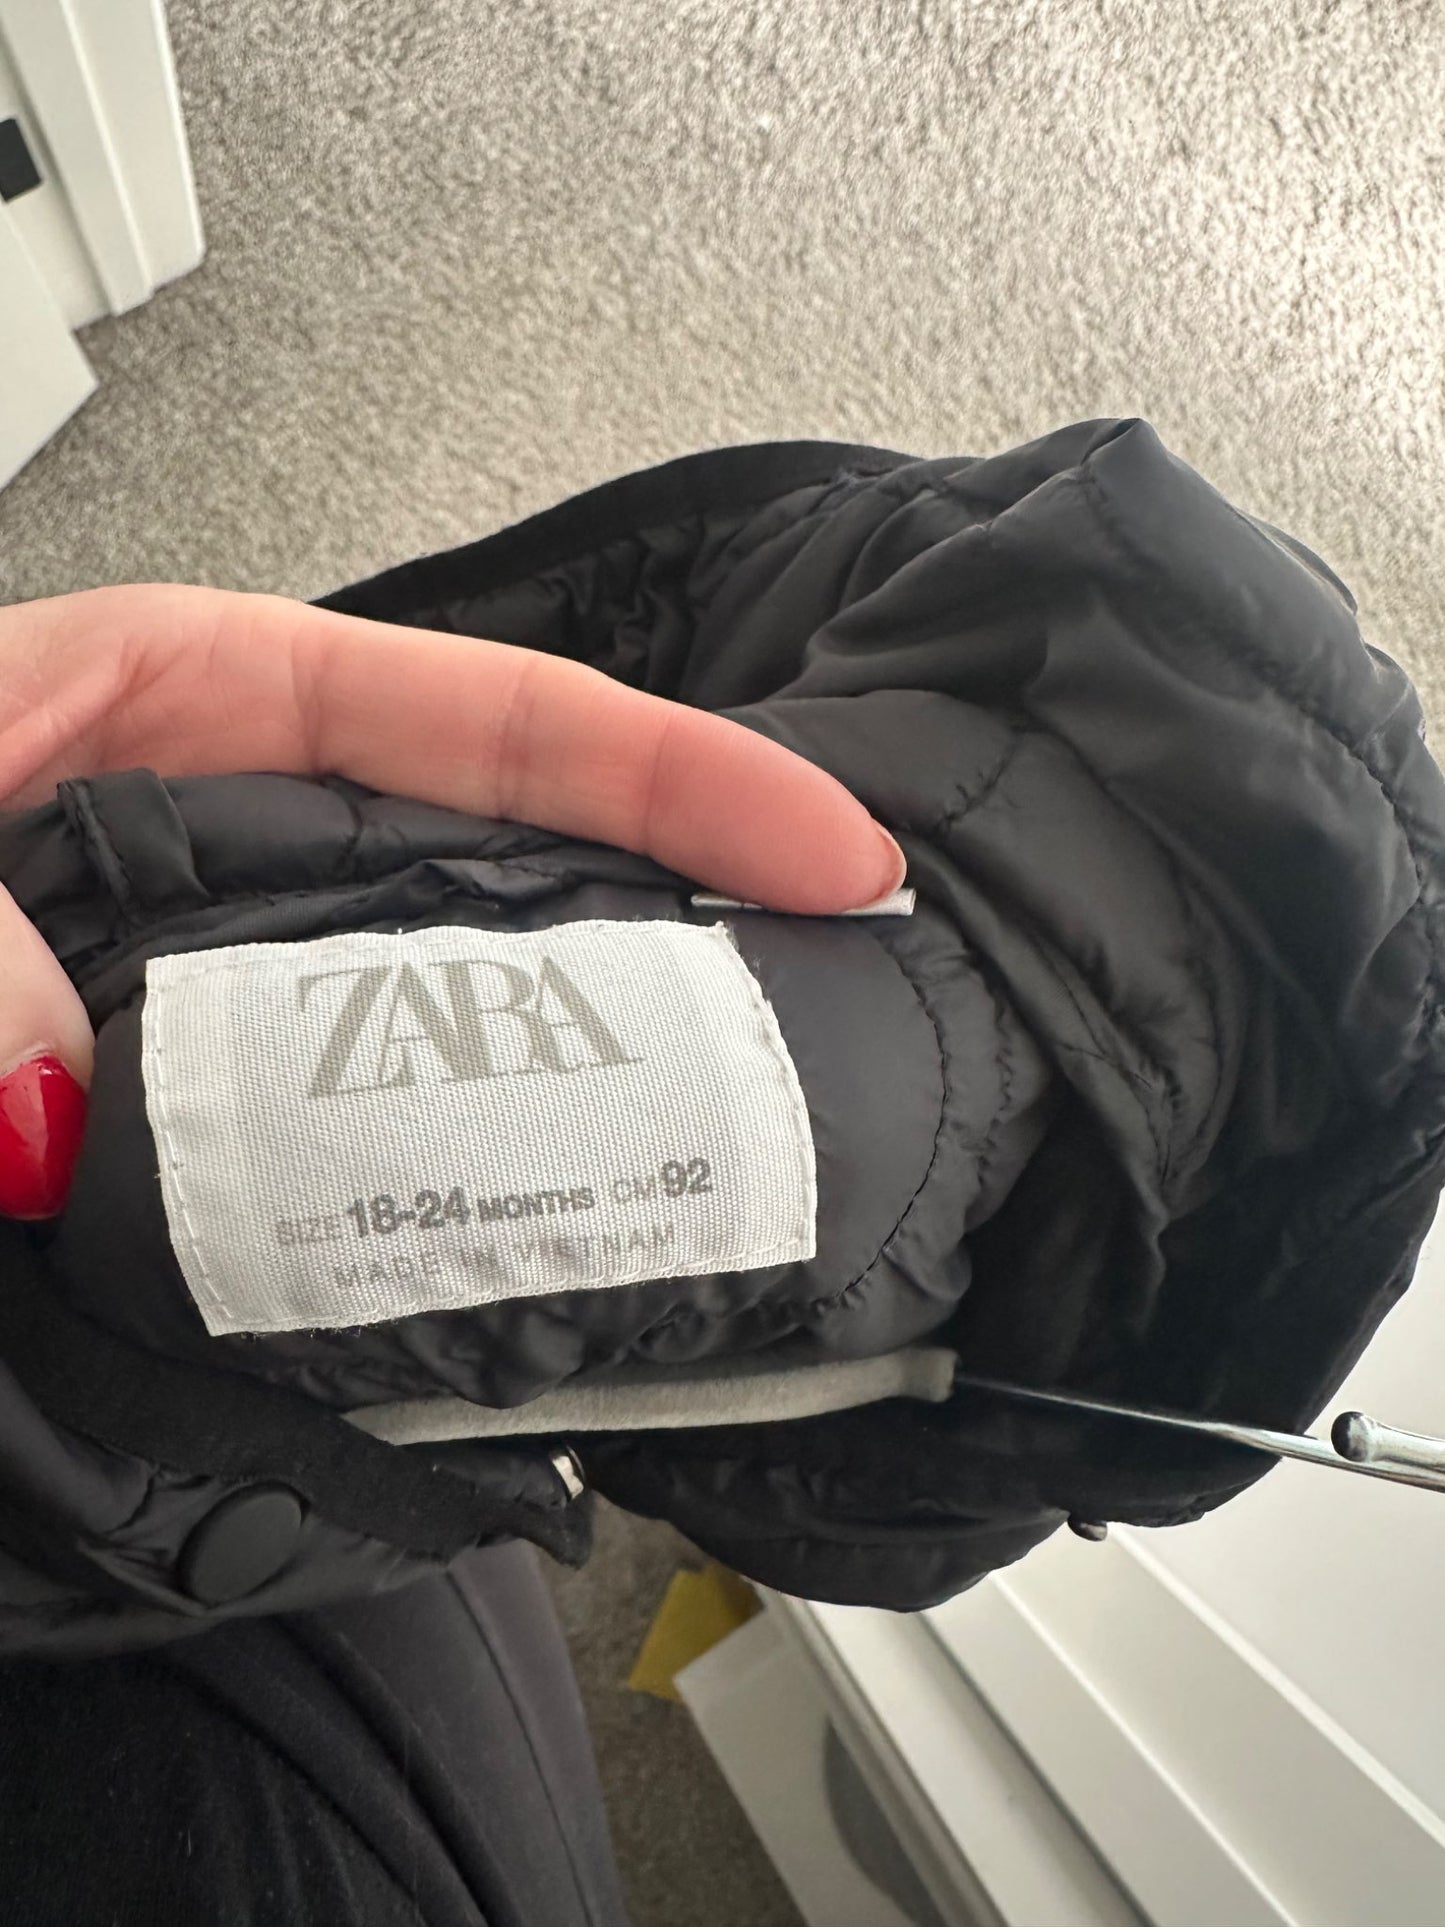 ZARA
SIZE 18-24 MONTHS CM 92
MADE IN VIETNAM